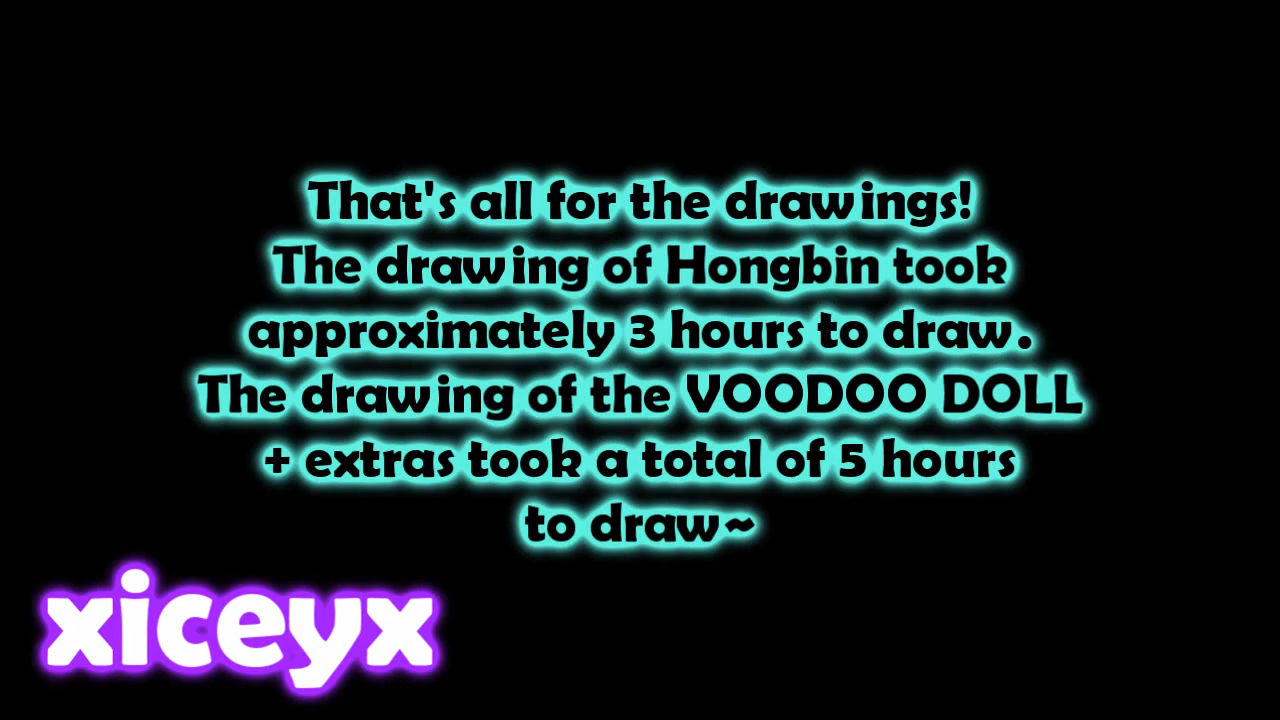 That's all for the drawings!
The drawing of Hongbin took
approximately 3 hours to draw.
The drawing of the VOODOO DOLL
+ extras took a total of 5 hours
to draw~
xiceyx